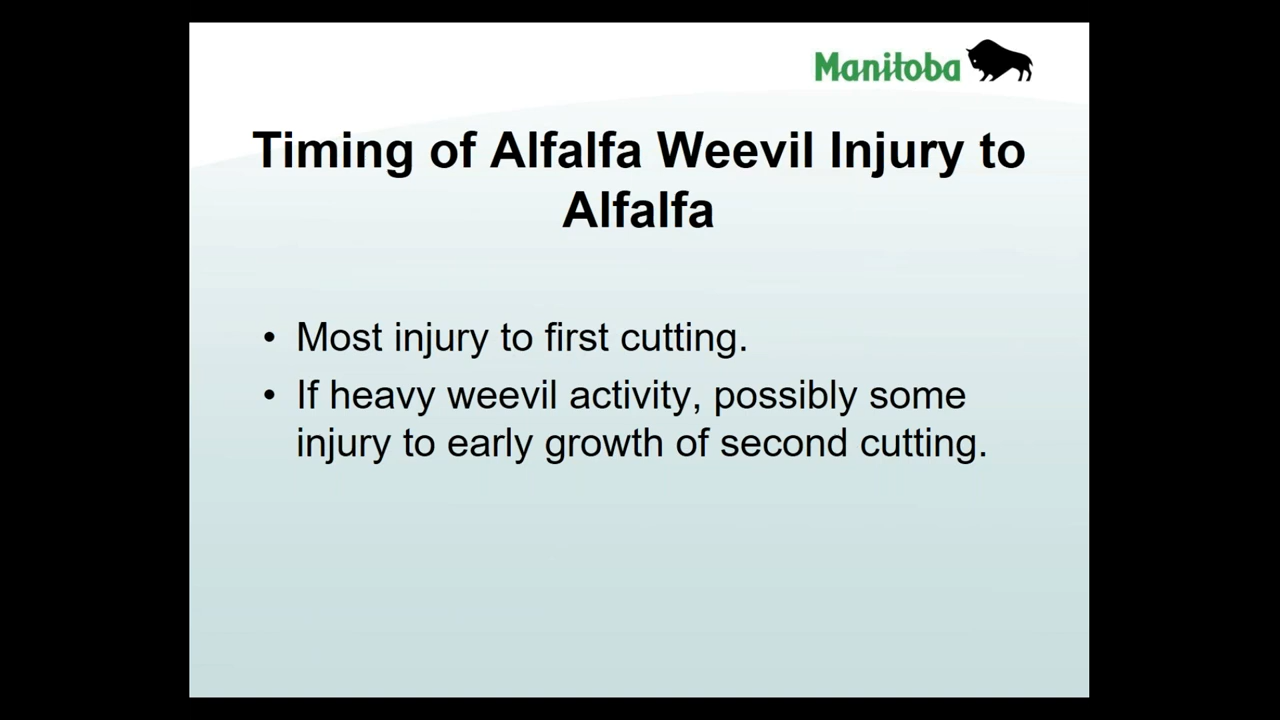 Manitoba
Timing of Alfalfa Weevil Injury to
Alfalfa
• Most injury to first cutting.
• If heavy weevil activity, possibly some
injury to early growth of second cutting.